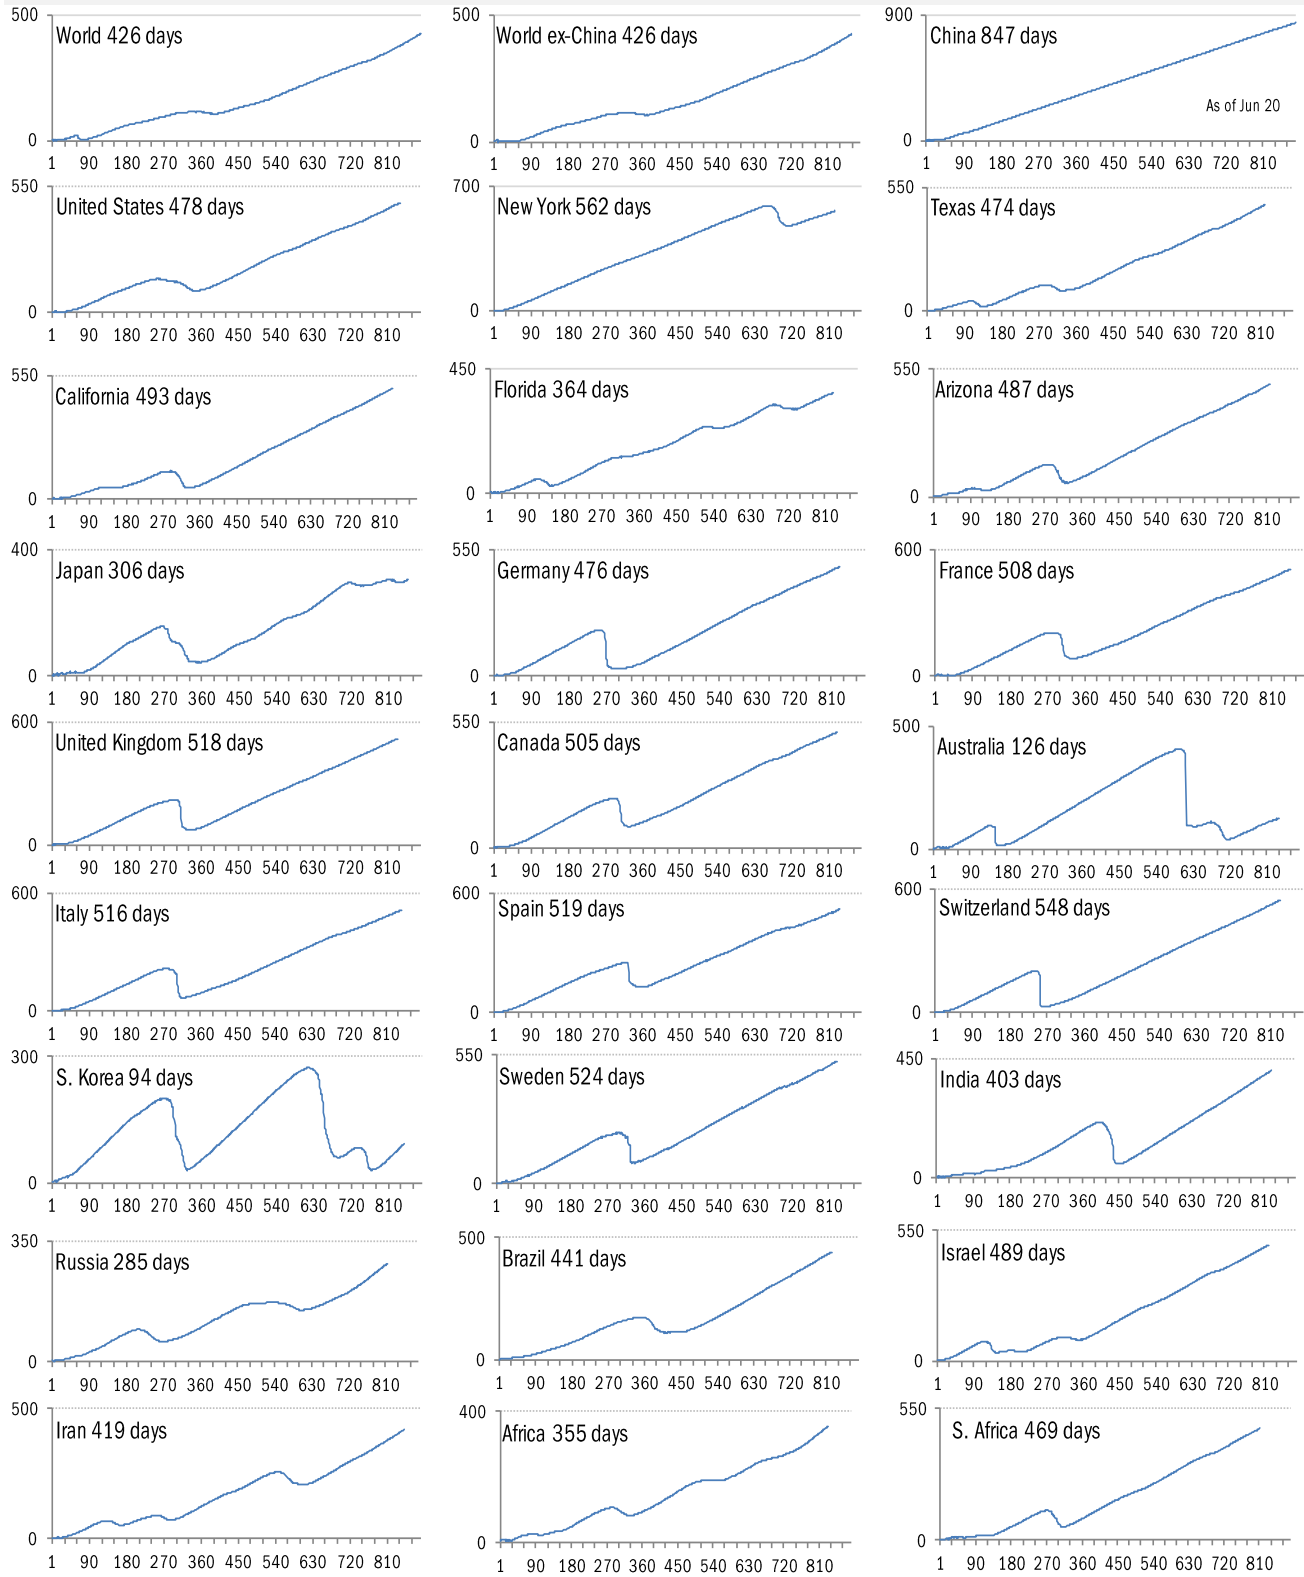 500
World 426 days
0
1 90 180 270 360 450 540 630 720 810
500
World ex-China 426 days
0
1 90 180 270 360 450 540 630 720 810
900
China 847 days
As of Jun 20
0
1 90 180 270 360 450 540 630 720 810
550
United States 478 days
0
1 90 180 270 360 450 540 630 720 810
700
New York 562 days
0
1 90 180 270 360 450 540 630 720 810
550
Texas 474 days
0
1 90 180 270 360 450 540 630 720 810
550
California 493 days
0
1 90 180 270 360 450 540 630 720 810
450
Florida 364 days
0
1 90 180 270 360 450 540 630 720 810
550
Arizona 487 days
0
1 90 180 270 360 450 540 630 720 810
400
Japan 306 days
0
1 90 180 270 360 450 540 630 720 810
550
Germany 476 days
0
1 90 180 270 360 450 540 630 720 810
600
France 508 days
0
1 90 180 270 360 450 540 630 720 810
600
United Kingdom 518 days
0
1 90 180 270 360 450 540 630 720 810
550
Canada 505 days
0
1 90 180 270 360 450 540 630 720 810
500
Australia 126 days
0
1 90 180 270 360 450 540 630 720 810
600
Italy 516 days
0
1 90 180 270 360 450 540 630 720 810
600
Spain 519 days
0
1 90 180 270 360 450 540 630 720 810
600
Switzerland 548 days
0
1 90 180 270 360 450 540 630 720 810
300
S. Korea 94 days
0
1 90 180 270 360 450 540 630 720 810
550
Sweden 524 days
0
1 90 180 270 360 450 540 630 720 810
450
India 403 days
0
1 90 180 270 360 450 540 630 720 810
350
Russia 285 days
0
1 90 180 270 360 450 540 630 720 810
500
Brazil 441 days
0
1 90 180 270 360 450 540 630 720 810
550
Israel 489 days
0
1 90 180 270 360 450 540 630 720 810
500
Iran 419 days
0
1 90 180 270 360 450 540 630 720 810
400
Africa 355 days
0
1 90 180 270 360 450 540 630 720 810
550
S. Africa 469 days
0
1 90 180 270 360 450 540 630 720 810